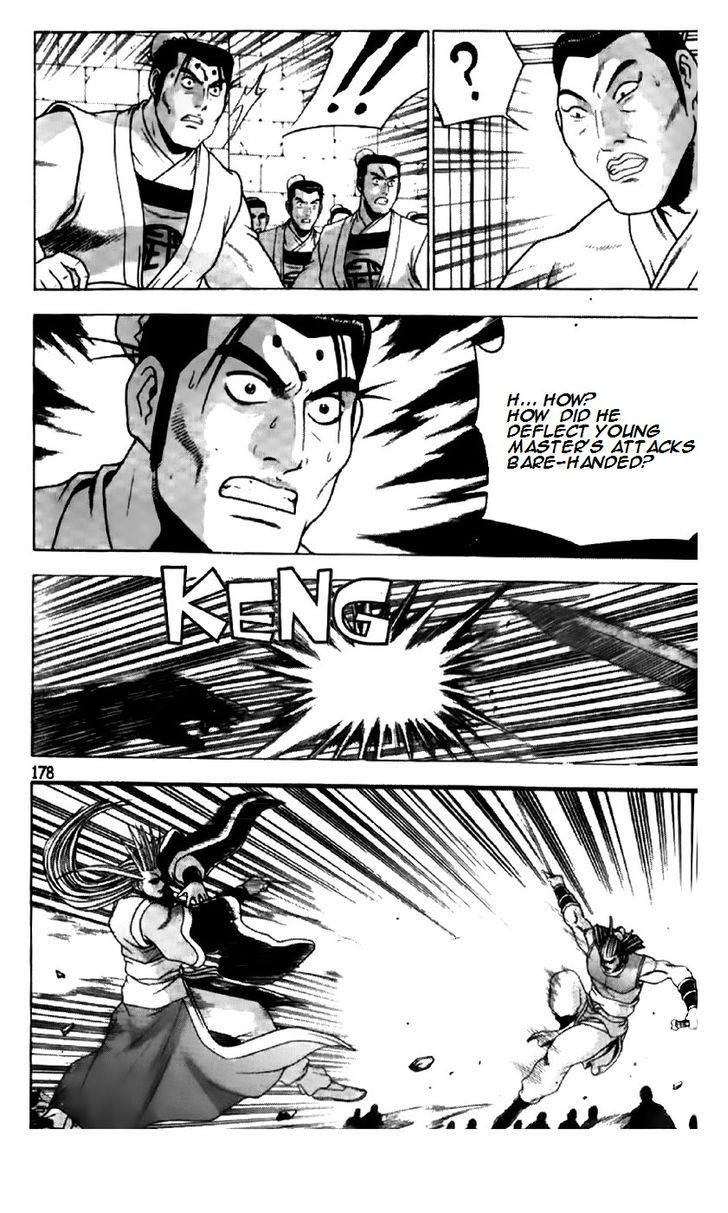 !!
?
H... HOW?
HOW DID HE
DEFLECT YOUNG
MASTER'S ATTACKS
BARE-HANDED?
KENG
178